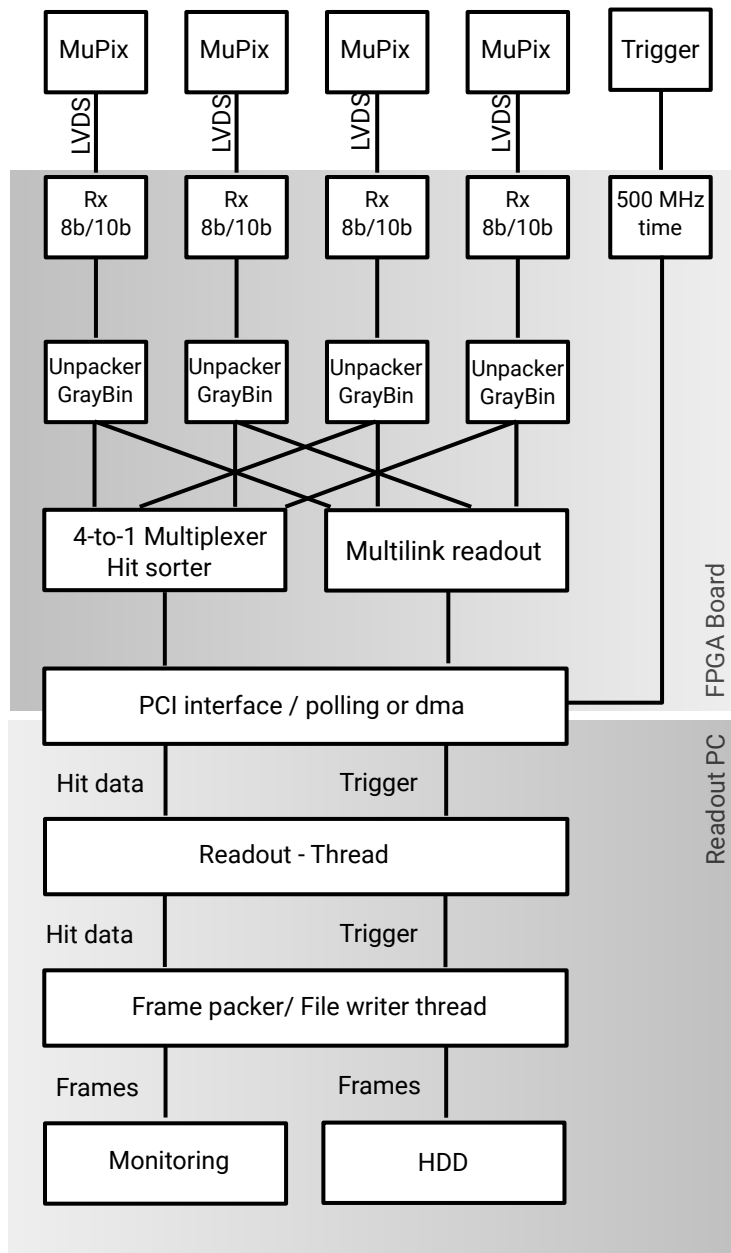 MuPix
MuPix
MuPix
MuPix
Trigger
LVDS
LVDS
LVDS
LVDS
Rx
8b/10b
Rx
8b/10b
Rx
8b/10b
Rx
8b/10b
500 MHz
time
Unpacker
GrayBin
Unpacker
GrayBin
Unpacker
GrayBin
Unpacker
GrayBin
4-to-1 Multiplexer
Hit sorter
Multilink readout
FPGA Board
PCI interface / polling or dma
Readout PC
Hit data
Trigger
Readout - Thread
Hit data
Trigger
Frame packer/ File writer thread
Frames
Frames
Monitoring
HDD